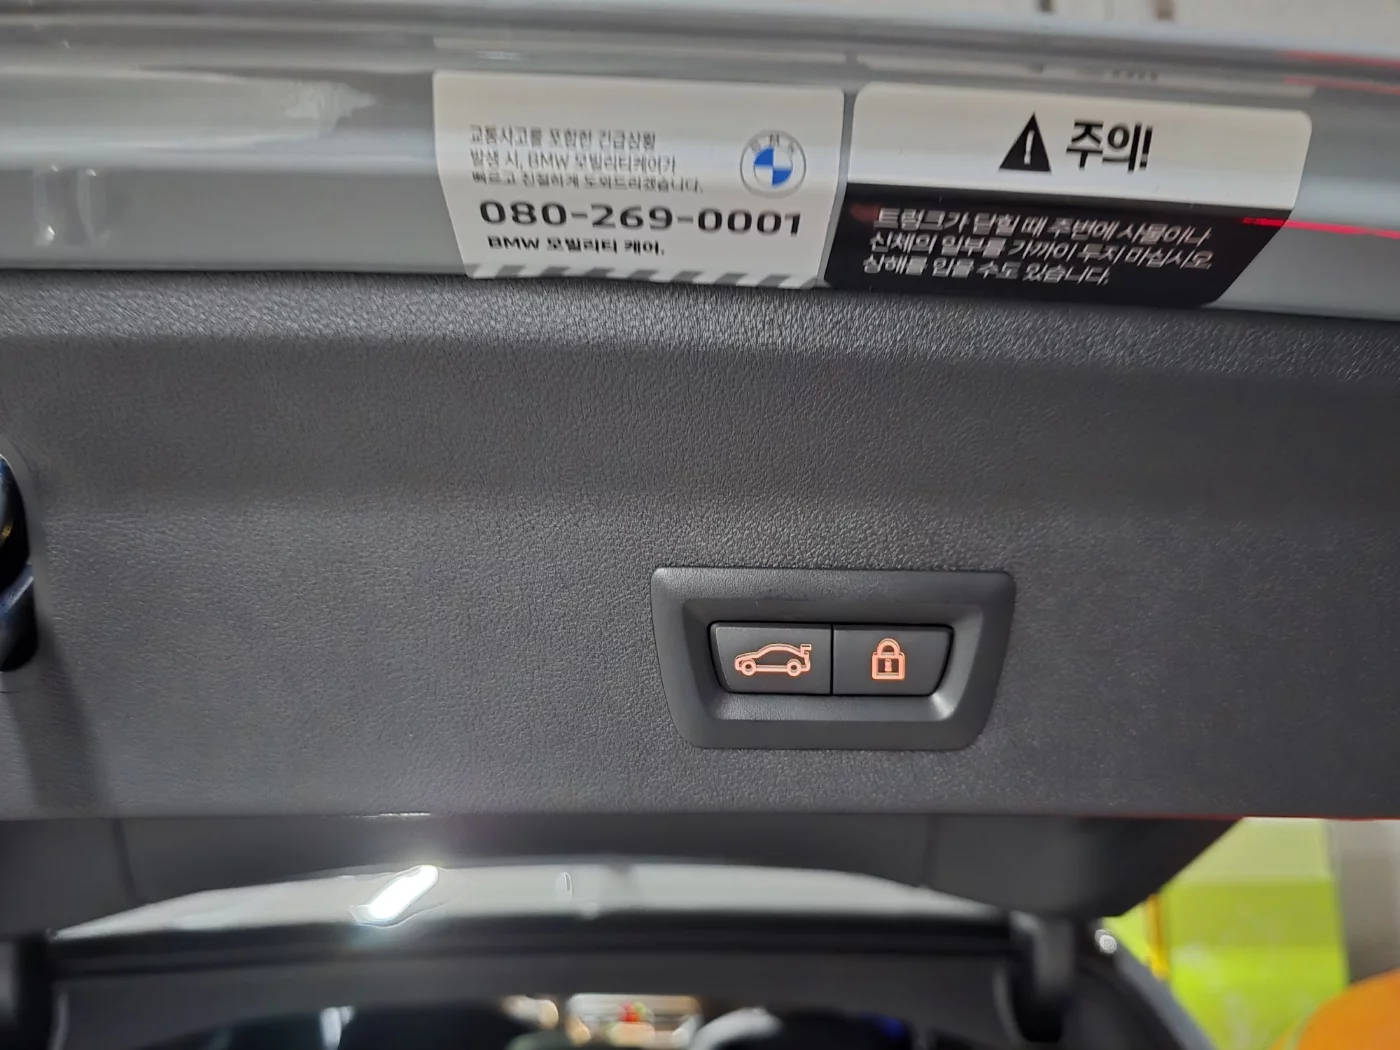 교통사고를 포함한 긴급상황
발생 시, BMW 모빌리티케어가
빠르고 친절하게 도와드리겠습니다.
080-269-0001
BMW 모빌리티 케어.
BMW
주의!
트렁크가 닫힐 때 주변에 사물이나
신체의 일부를 가까이 두지 마십시오.
상해를 입을 수도 있습니다.